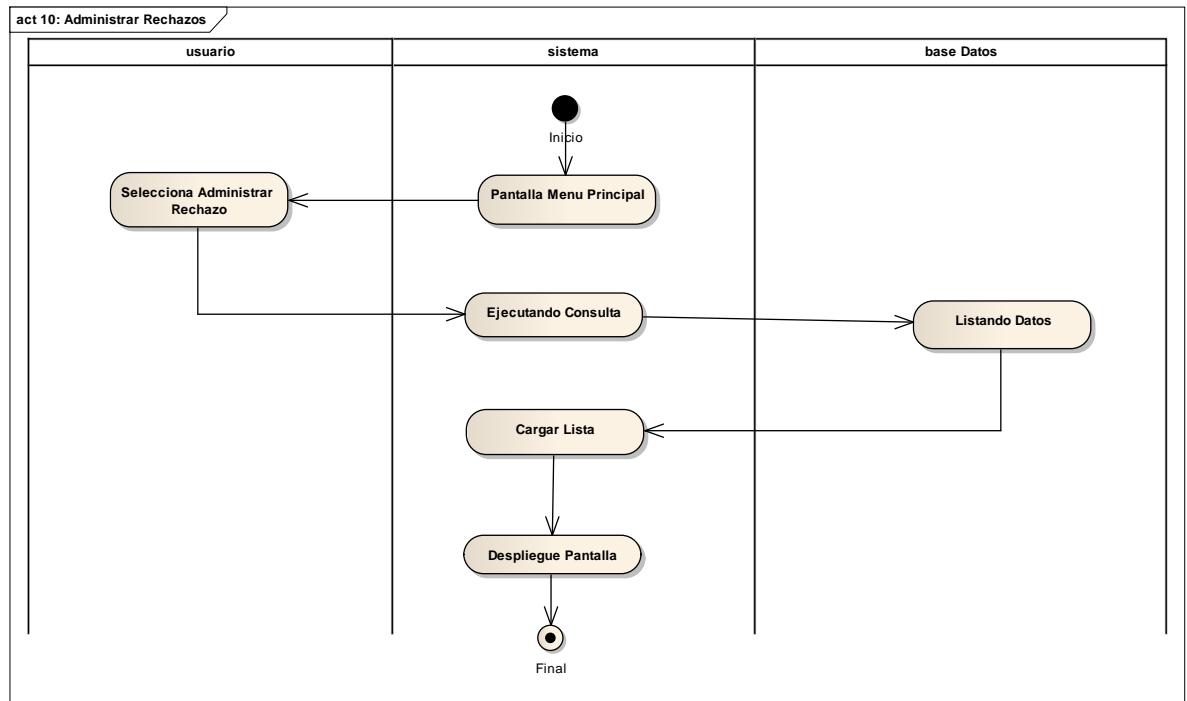 act 10: Administrar Rechazos
usuario
sistema
base Datos
Inicio
Selecciona Administrar
Rechazo
Pantalla Menu Principal
Ejecutando Consulta
Listando Datos
Cargar Lista
Despliegue Pantalla
Final